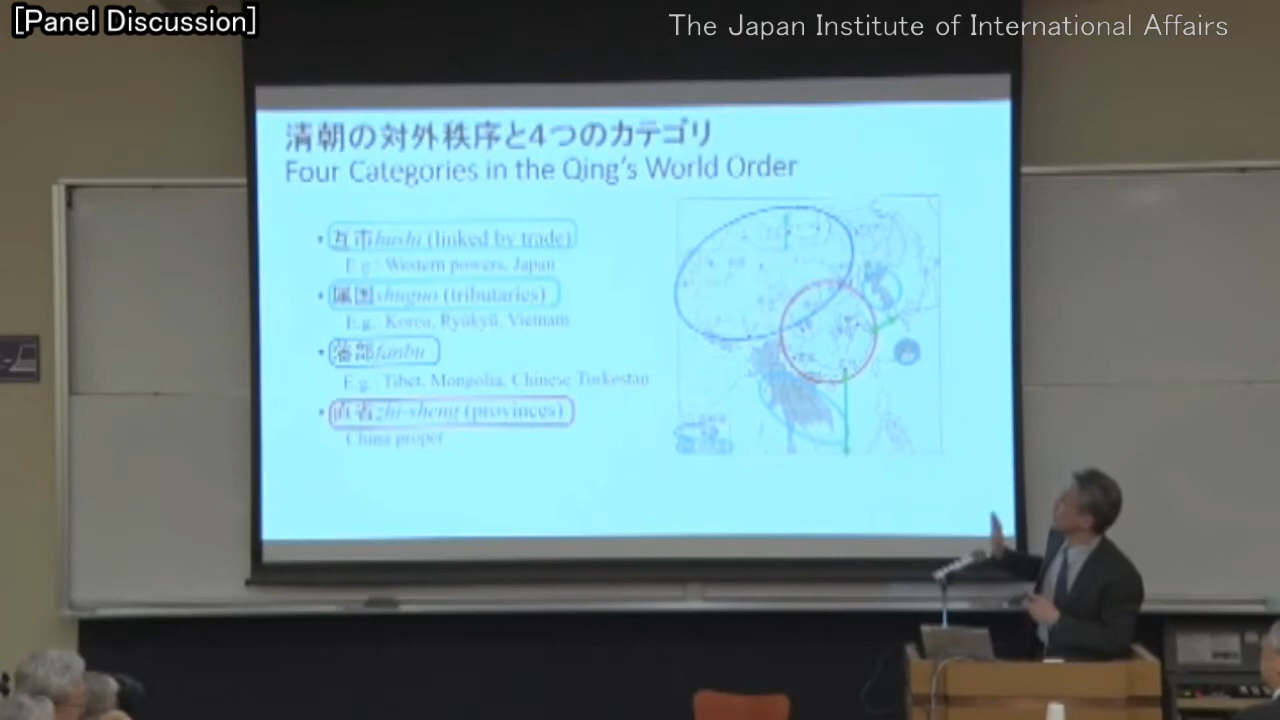 [Panel Discussion]
The Japan Institute of International Affairs
清朝の対外秩序と4つのカテゴリ
Four Categories in the Qing's World Order
• 互市hushi (linked by trade)
E.g.: Western powers, Japan
• 属国shuguo (tributaries)
E.g.: Korea, Ryūkyū, Vietnam
• 藩部fanbu
E.g. Tibet, Mongolia, Chinese Turkestan
• 直省zhi-sheng (provinces)
China proper